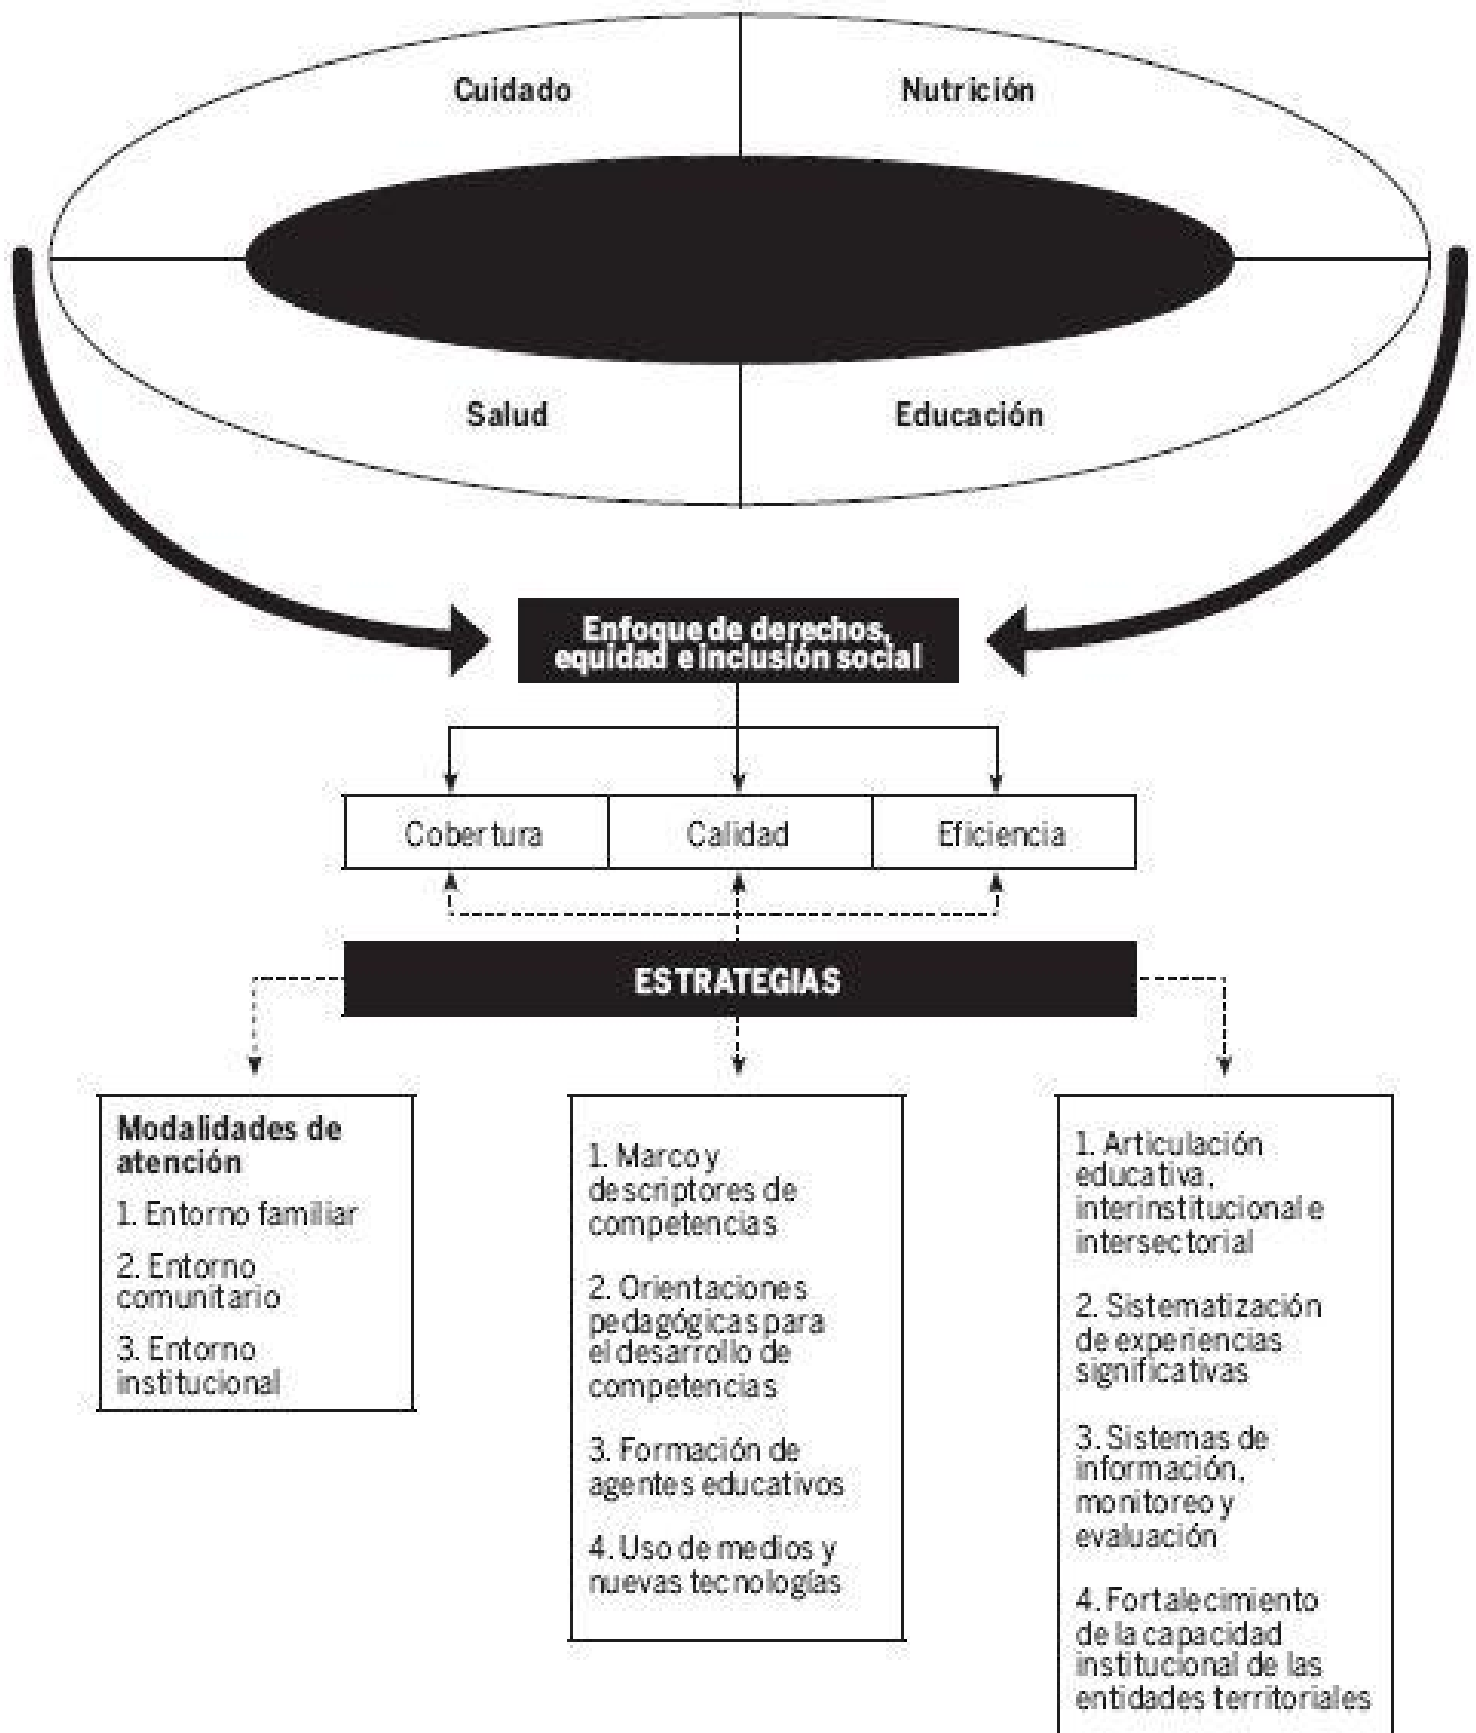 Cuidado
Nutrición
Salud
Educación
Enfoque de derechos,
equidad e inclusión social
Cobertura
Calidad
Eficiencia
ESTRATEGIAS
Modalidades de
atención
1. Entorno familiar
2. Entorno
comunitario
3. Entorno
institucional
1. Marco y
descriptores de
competencias
2. Orientaciones
pedagógicas para
el desarrollo de
competencias
3. Formación de
agentes educativos
4. Uso de medios y
nuevas tecnologías
1. Articulación
educativa,
interinstitucional e
intersectorial
2. Sistematización
de experiencias
significativas
3. Sistemas de
información,
monitoreo y
evaluación
4. Fortalecimiento
de la capacidad
institucional de las
entidades territoriales